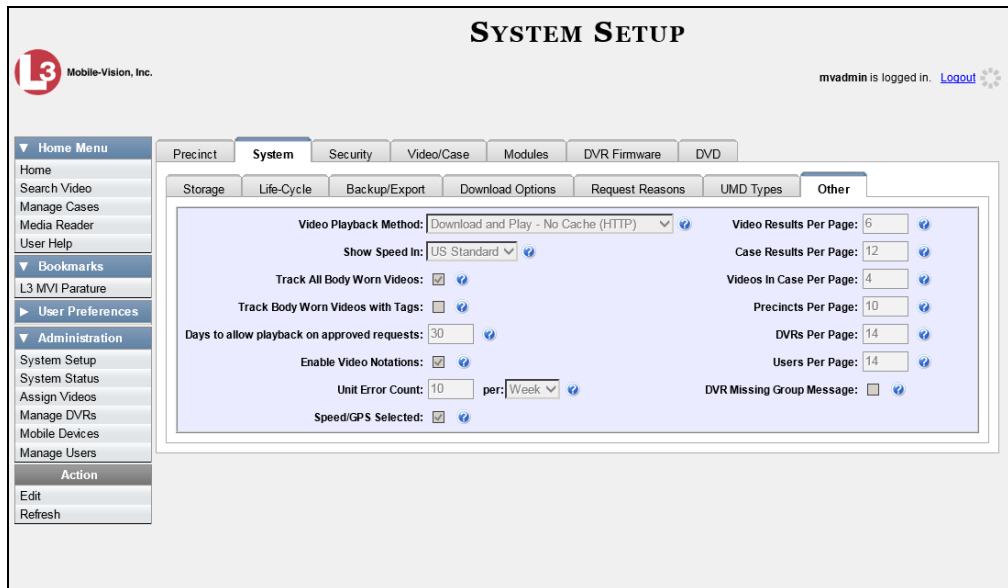 SYSTEM SETUP
L3 Mobile-Vision, Inc.
mvadmin is logged in. Logout
Home Menu
Home
Search Video
Manage Cases
Media Reader
User Help
Bookmarks
L3 MVI Parature
User Preferences
Administration
System Setup
System Status
Assign Videos
Manage DVRs
Mobile Devices
Manage Users
Action
Edit
Refresh
Precinct System Security Video/Case Modules DVR Firmware DVD
Storage Life-Cycle Backup/Export Download Options Request Reasons UMD Types Other
Video Playback Method: Download and Play - No Cache (HTTP) ?
Show Speed In: US Standard ?
Track All Body Worn Videos: ?
Track Body Worn Videos with Tags: ?
Days to allow playback on approved requests: 30 ?
Enable Video Notations: ?
Unit Error Count: 10 per: Week ?
Speed/GPS Selected: ?
Video Results Per Page: 6 ?
Case Results Per Page: 12 ?
Videos In Case Per Page: 4 ?
Precincts Per Page: 10 ?
DVRs Per Page: 14 ?
Users Per Page: 14 ?
DVR Missing Group Message: ?